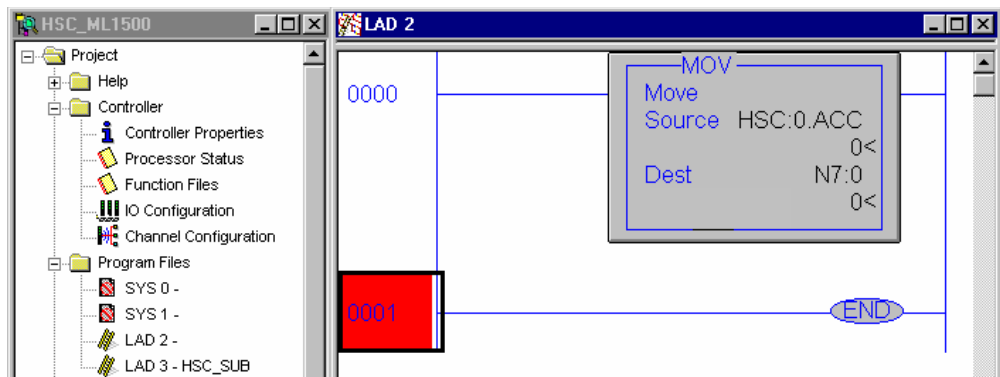 HSC_ML1500
Project
Help
Controller
Controller Properties
Processor Status
Function Files
IO Configuration
Channel Configuration
Program Files
SYS 0 -
SYS 1 -
LAD 2 -
LAD 3 - HSC_SUB
LAD 2
0000
MOV
Move
Source HSC:0.ACC
0<
Dest N7:0
0<
0001
END